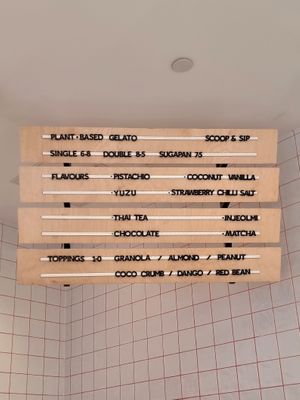 PLANT•BASED GELATO SCOOP & SIP
SINGLE 6•8 DOUBLE 8•5 SUGAPAN 7.5
FLAVOURS •PISTACHIO •COCONUT VANILLA
•YUZU •STRAWBERRY CHILLI SALT
•THAI TEA •INJEOLMI
•CHOCOLATE •MATCHA
TOPPINGS 1•0 GRANOLA / ALMOND / PEANUT
COCO CRUMB / DANGO / RED BEAN